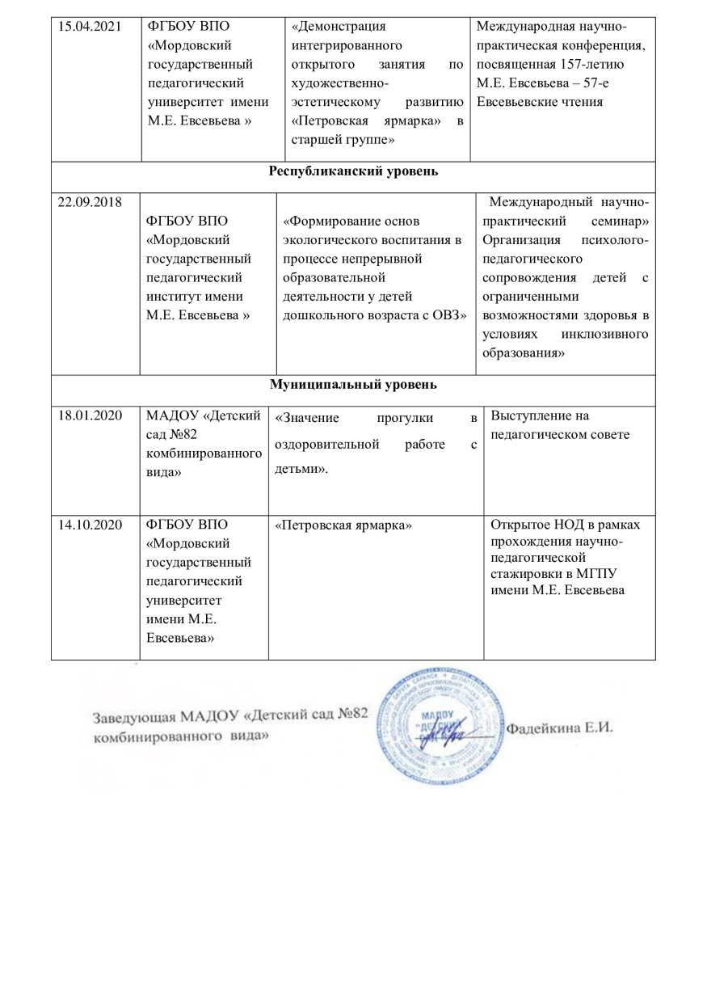 15.04.2021
ФГБОУ ВПО
«Мордовский
государственный
педагогический
университет имени
М.Е. Евсевьева »
«Демонстрация
интегрированного
открытого занятия по
художественно-
эстетическому развитию
«Петровская ярмарка» в
старшей группе»
Международная научно-
практическая конференция,
посвященная 157-летию
М.Е. Евсевьева – 57-е
Евсевьевские чтения
Республиканский уровень
22.09.2018
ФГБОУ ВПО
«Мордовский
государственный
педагогический
институт имени
М.Е. Евсевьева »
«Формирование основ
экологического воспитания в
процессе непрерывной
образовательной
деятельности у детей
дошкольного возраста с ОВЗ»
Международный научно-
практический семинар»
Организация психолого-
педагогического
сопровождения детей с
ограниченными
возможностями здоровья в
условиях инклюзивного
образования»
Муниципальный уровень
18.01.2020
МАДОУ «Детский
сад №82
комбинированного
вида»
«Значение прогулки в
оздоровительной работе с
детьми».
Выступление на
педагогическом совете
14.10.2020
ФГБОУ ВПО
«Мордовский
государственный
педагогический
университет
имени М.Е.
Евсевьева»
«Петровская ярмарка»
Открытое НОД в рамках
прохождения научно-
педагогической
стажировки в МГПУ
имени М.Е. Евсевьева
Заведующая МАДОУ «Детский сад №82
комбинированного вида»
МАДОУ
"ДЕТСКИЙ
Фадейкина Е.И.